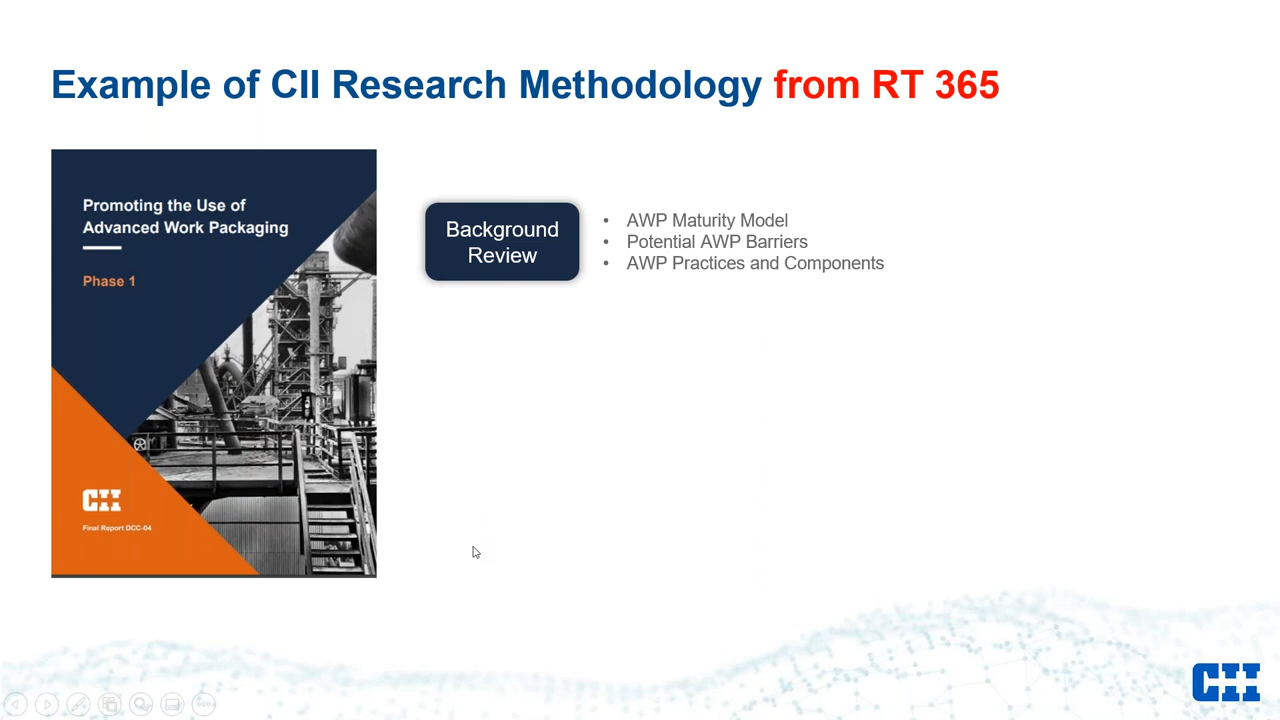 Example of CII Research Methodology from RT 365
Promoting the Use of
Advanced Work Packaging
Phase 1
CII
Final Report DCC-04
Background
Review
• AWP Maturity Model
• Potential AWP Barriers
• AWP Practices and Components
CII